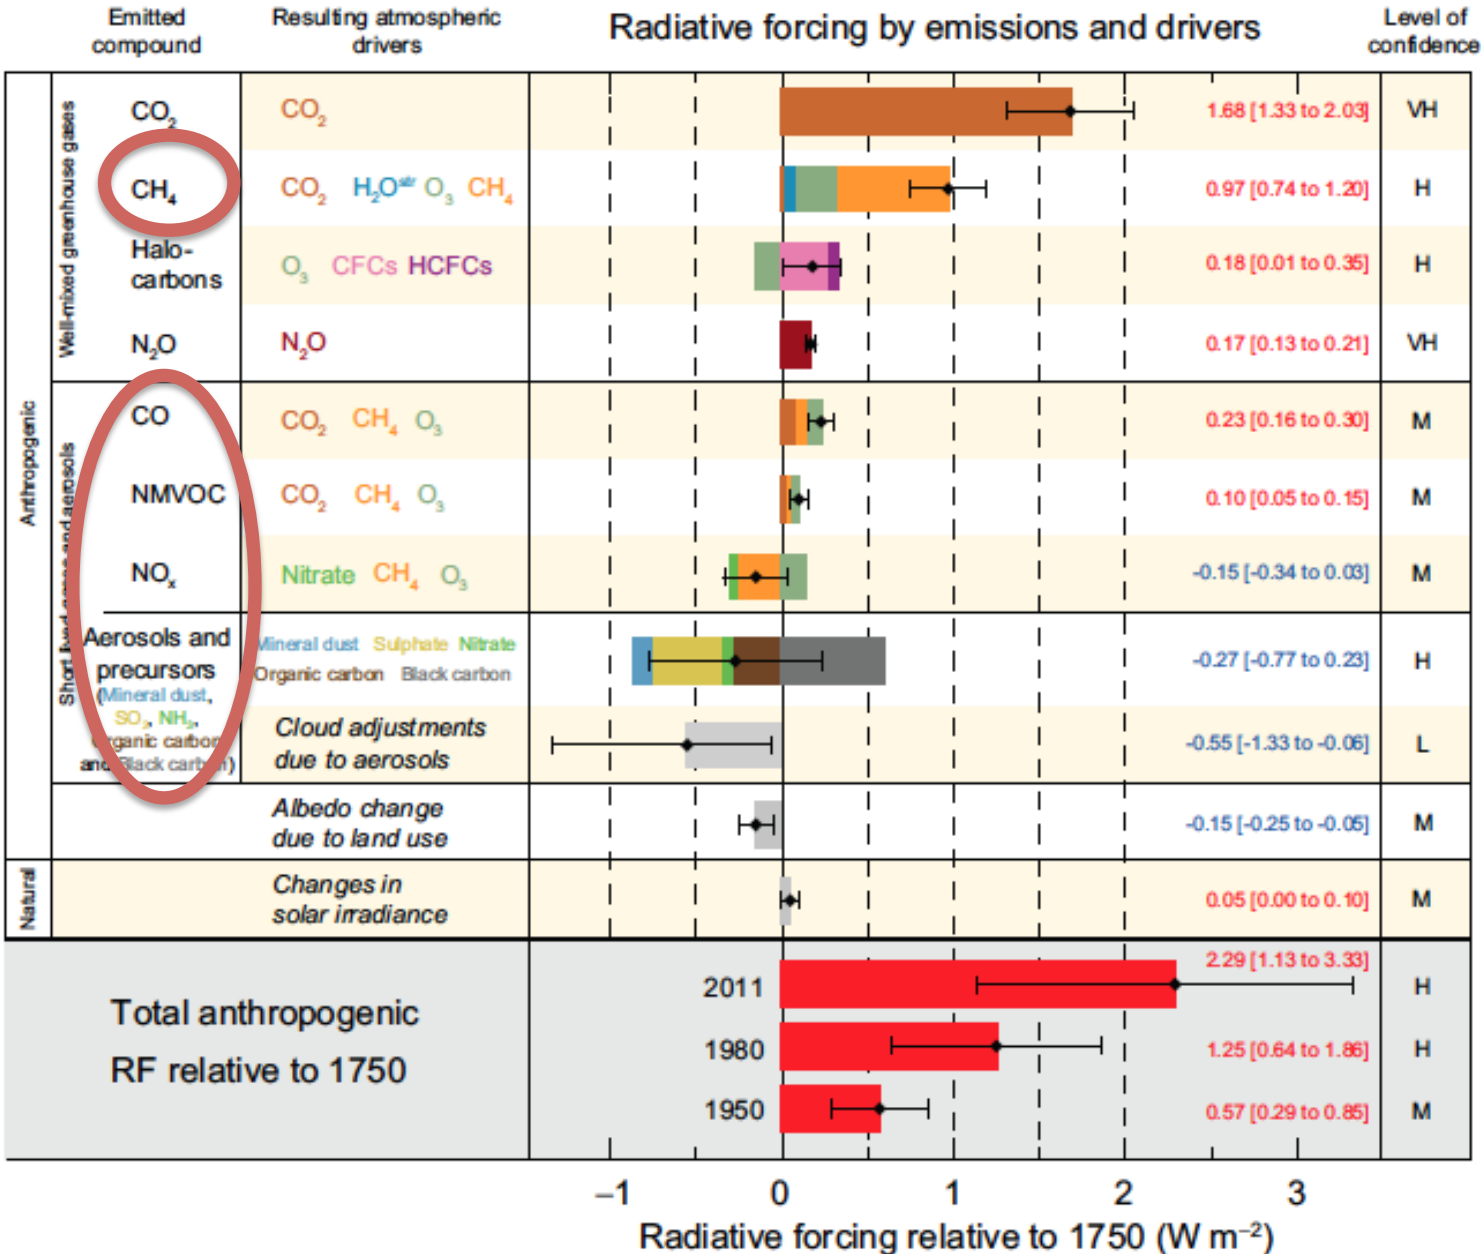 Emitted compound
Resulting atmospheric drivers
Radiative forcing by emissions and drivers
Level of confidence
Anthropogenic
Well-mixed greenhouse gases
CO₂
CO₂
1.68 [1.33 to 2.03]
VH
CH₄
CO₂ H₂Oˢᵗʳ O₃ CH₄
0.97 [0.74 to 1.20]
H
Halo-
carbons
O₃ CFCs HCFCs
0.18 [0.01 to 0.35]
H
N₂O
N₂O
0.17 [0.13 to 0.21]
VH
Short lived gases and aerosols
CO
CO₂ CH₄ O₃
0.23 [0.16 to 0.30]
M
NMVOC
CO₂ CH₄ O₃
0.10 [0.05 to 0.15]
M
NOₓ
Nitrate CH₄ O₃
-0.15 [-0.34 to 0.03]
M
Aerosols and
precursors
(Mineral dust,
SO₂, NH₃,
Organic carbon
and Black carbon)
Mineral dust Sulphate Nitrate
Organic carbon Black carbon
-0.27 [-0.77 to 0.23]
H
Cloud adjustments
due to aerosols
-0.55 [-1.33 to -0.06]
L
Albedo change
due to land use
-0.15 [-0.25 to -0.05]
M
Natural
Changes in
solar irradiance
0.05 [0.00 to 0.10]
M
Total anthropogenic
RF relative to 1750
2011
2.29 [1.13 to 3.33]
H
1980
1.25 [0.64 to 1.86]
H
1950
0.57 [0.29 to 0.85]
M
–1 0 1 2 3
Radiative forcing relative to 1750 (W m⁻²)